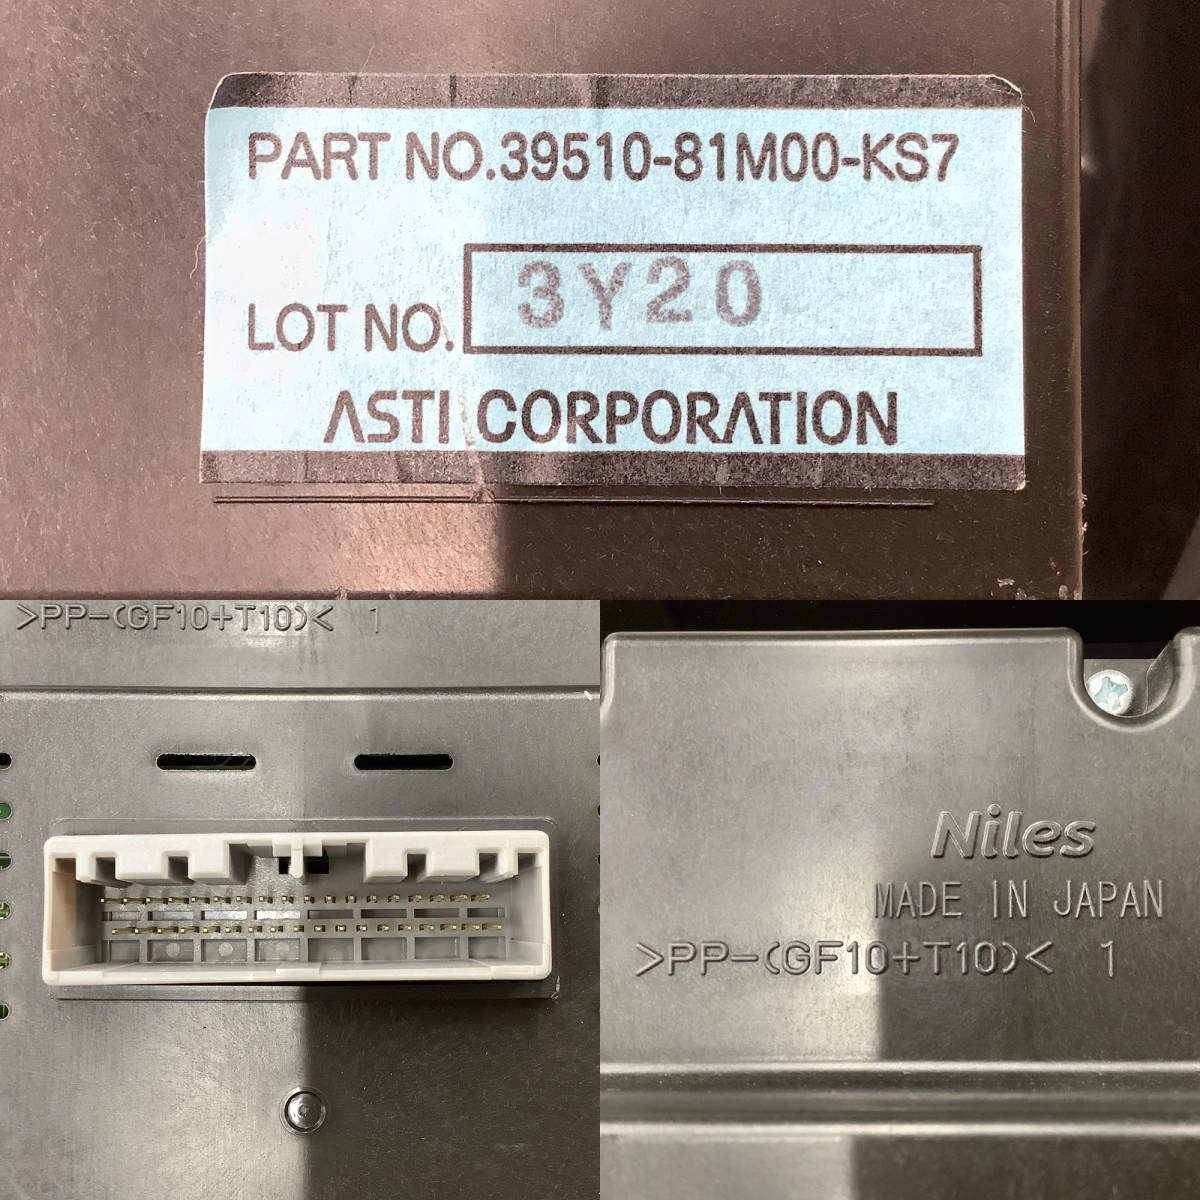 PART NO.39510-81M00-KS7
LOT NO. 3Y20
ASTI CORPORATION
>PP-(GF10+T10)< 1
Niles
MADE IN JAPAN
>PP-(GF10+T10)< 1